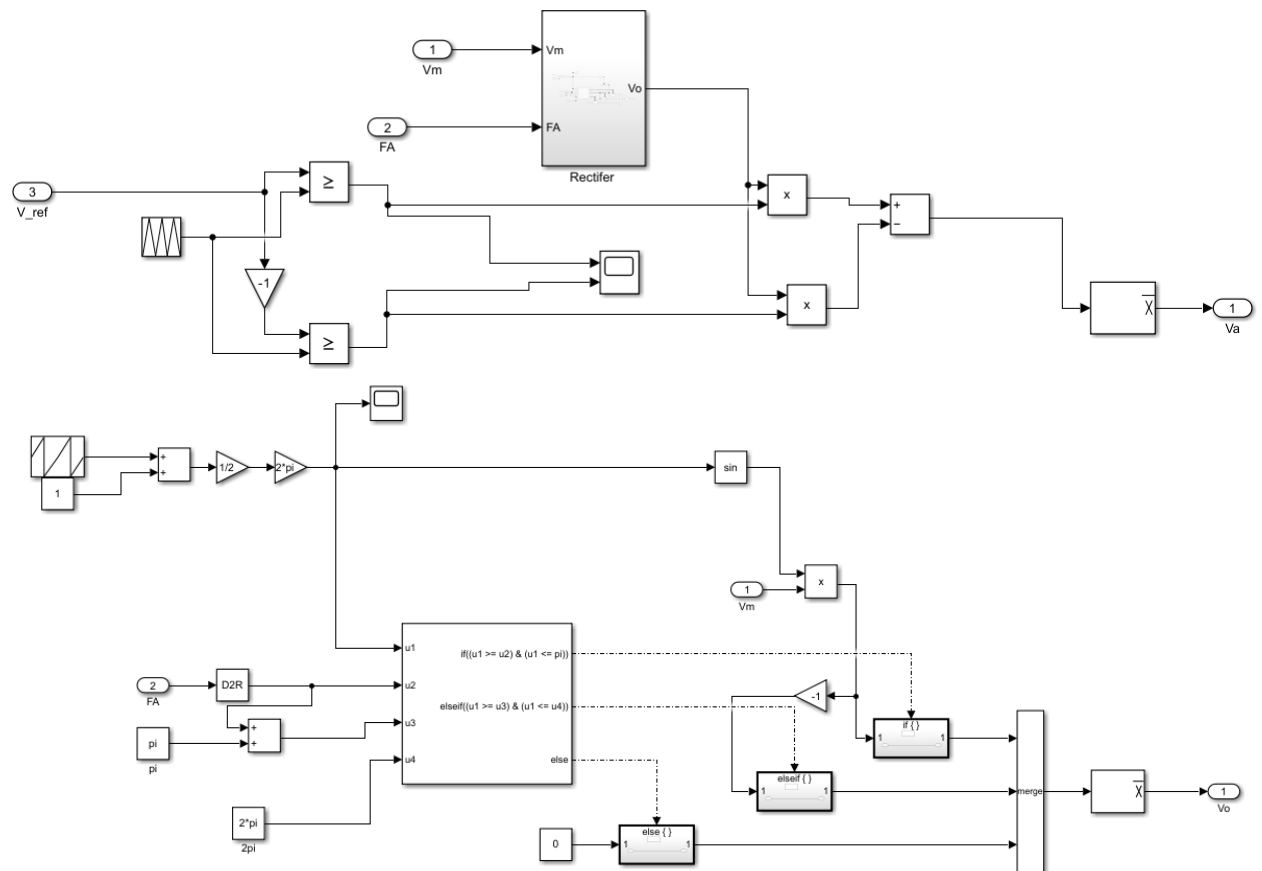 1
Vm
Vm
Vo
2
FA
FA
Rectifer
3
V_ref
≥
x
+
−
-1
x
≥
x̄
1
Va
+
+
1/2
2*pi
1
sin
1
Vm
x
u1
if((u1 >= u2) & (u1 <= pi))
2
FA
D2R
u2
-1
elseif((u1 >= u3) & (u1 <= u4))
u3
+
+
pi
pi
if { }
1
1
u4
else
elseif { }
1
1
merge
x̄
1
Vo
2*pi
2pi
0
else { }
1
1